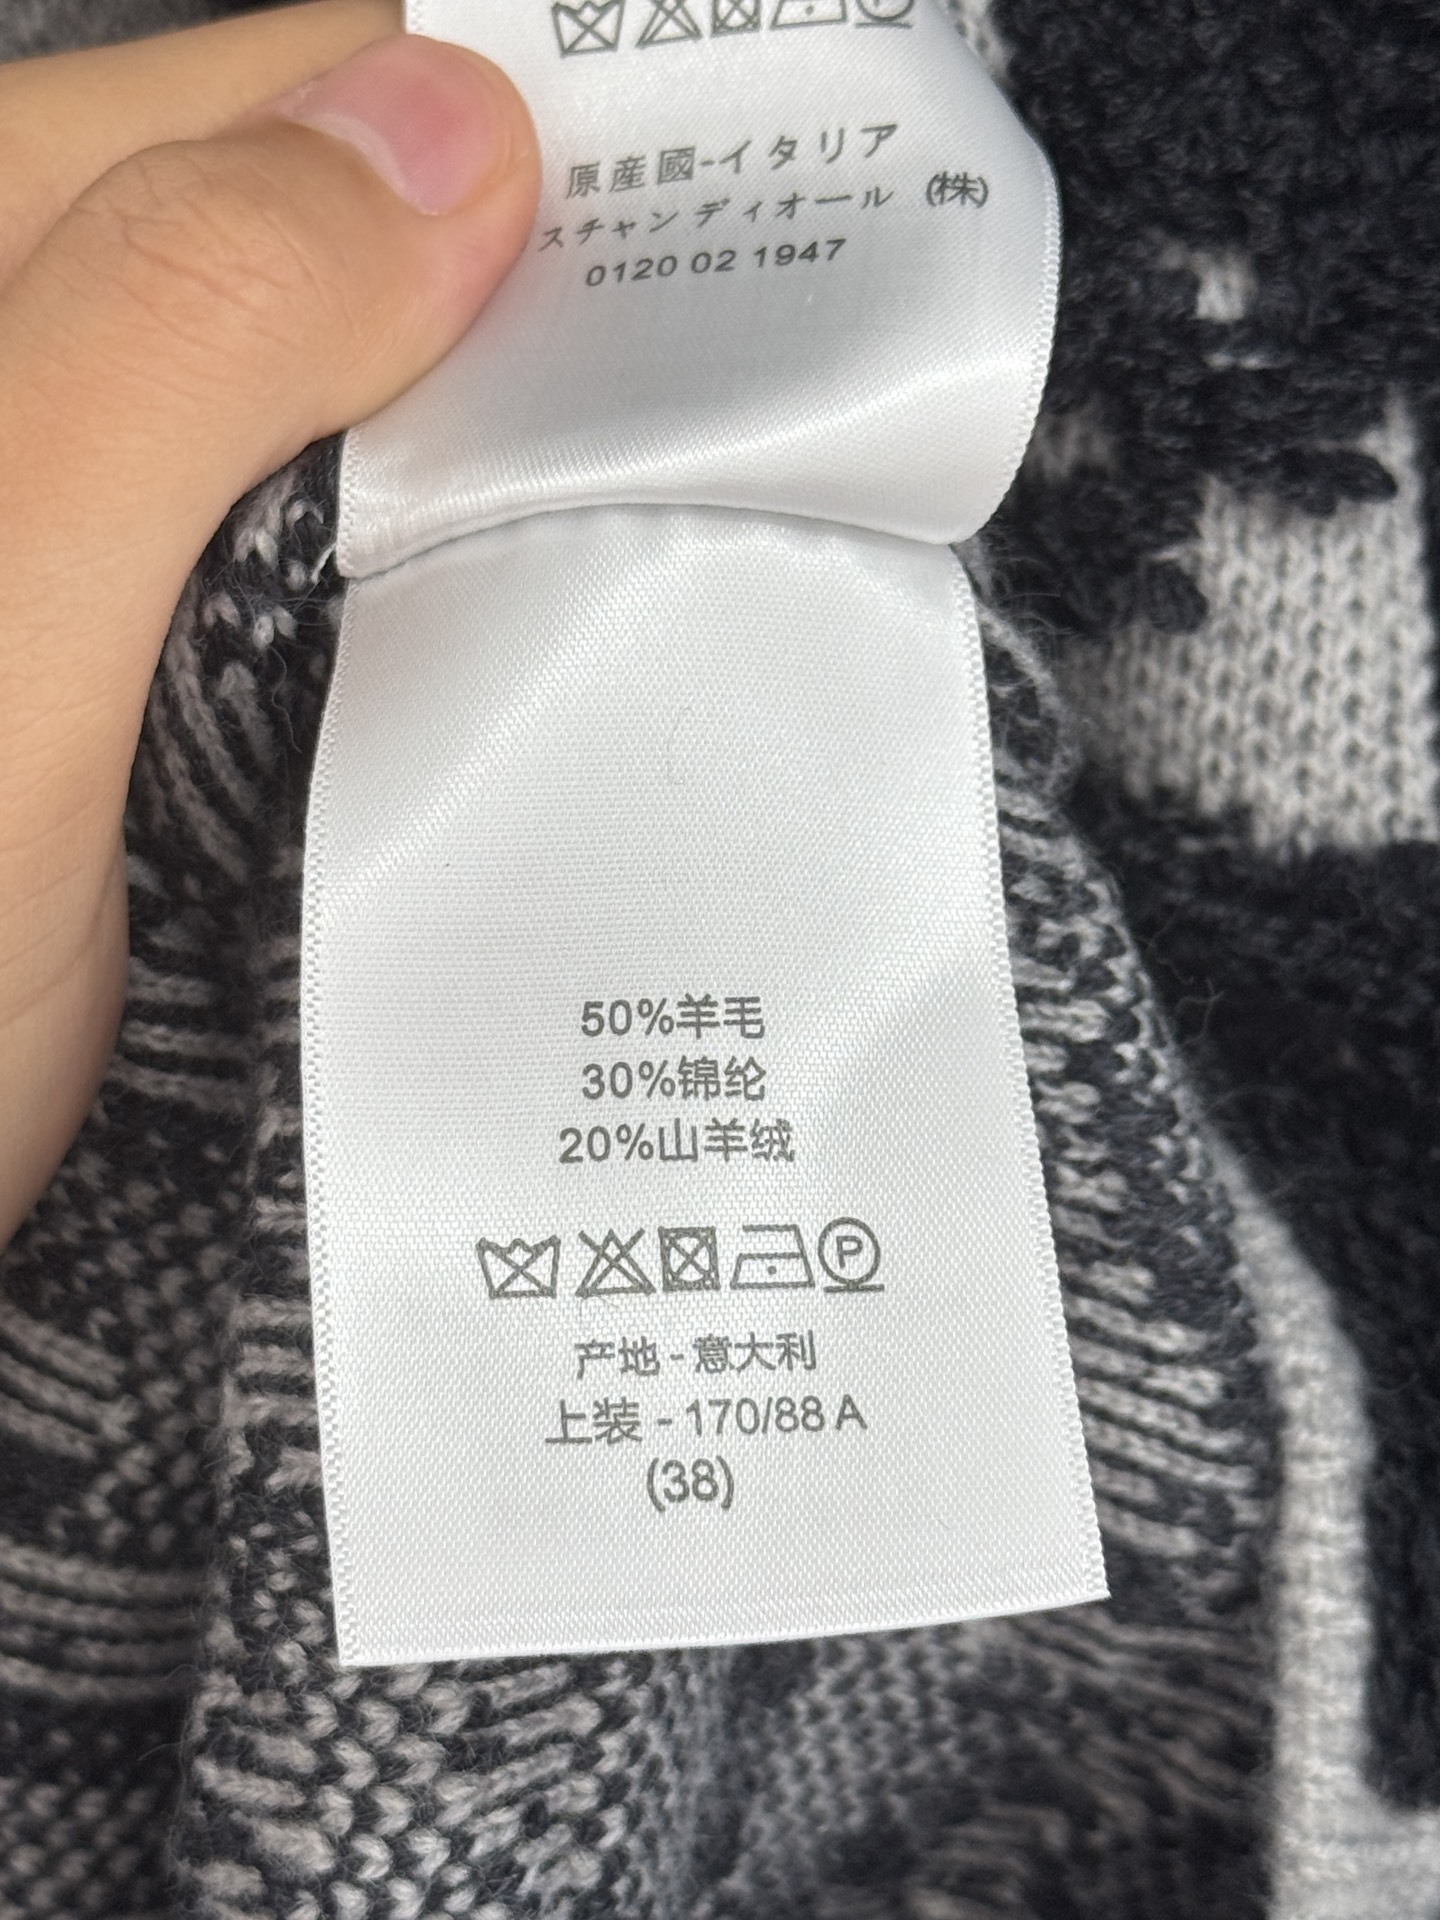 原産國-イタリア
スチャン ディオール (株)
0120 02 1947
50%羊毛
30%锦纶
20%山羊绒
P
产地 - 意大利
上装 - 170/88 A
(38)